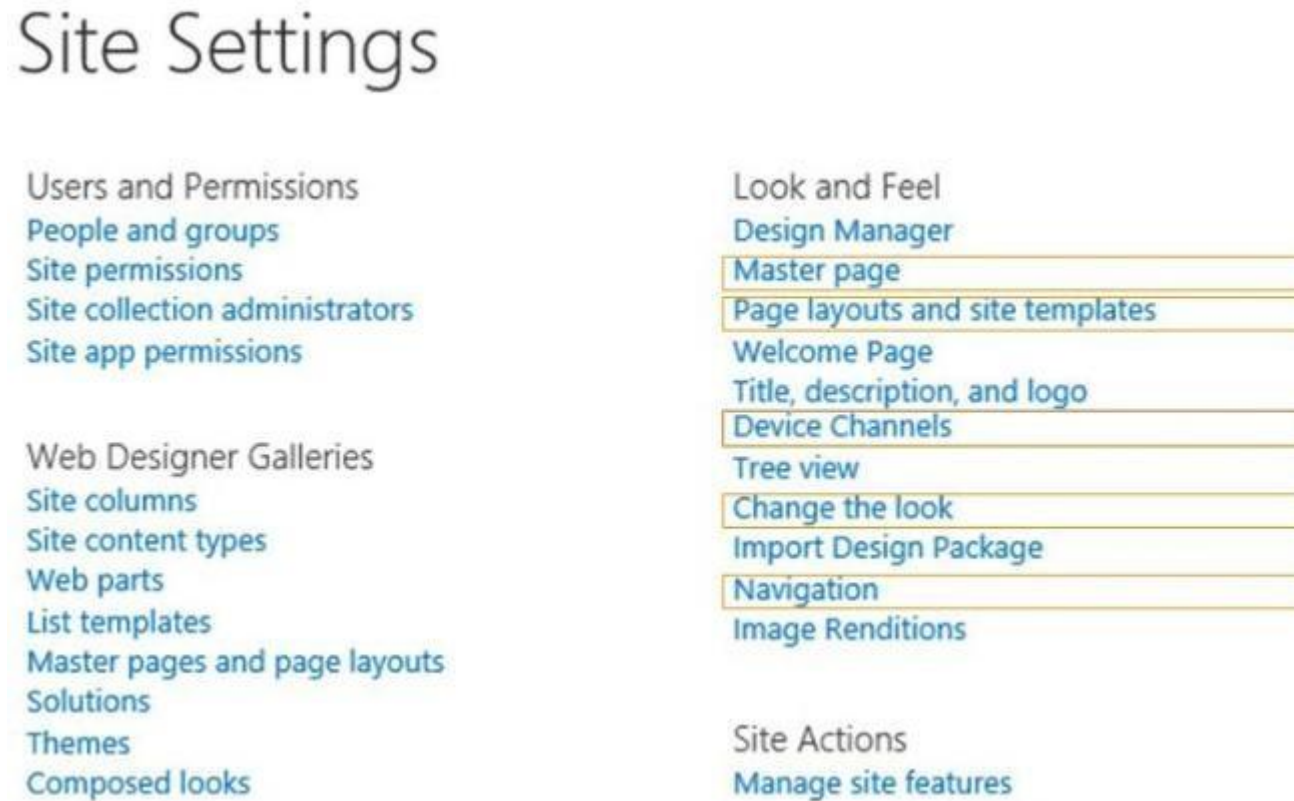 Site Settings
Users and Permissions
People and groups
Site permissions
Site collection administrators
Site app permissions
Web Designer Galleries
Site columns
Site content types
Web parts
List templates
Master pages and page layouts
Solutions
Themes
Composed looks
Look and Feel
Design Manager
Master page
Page layouts and site templates
Welcome Page
Title, description, and logo
Device Channels
Tree view
Change the look
Import Design Package
Navigation
Image Renditions
Site Actions
Manage site features